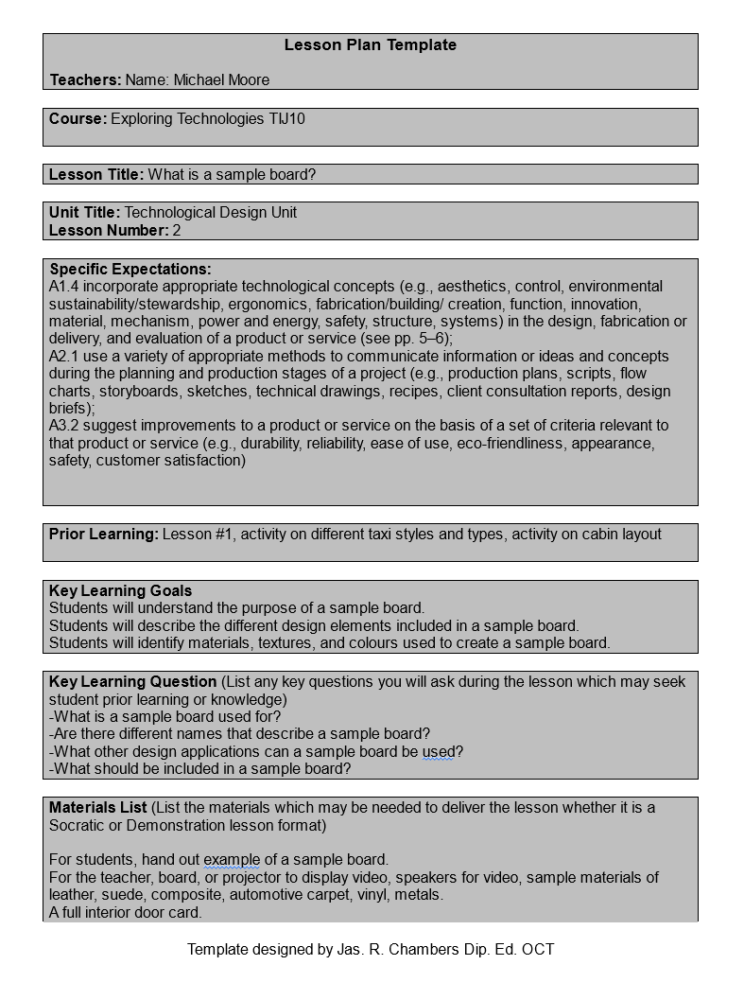 Lesson Plan Template
Teachers: Name: Michael Moore
Course: Exploring Technologies TIJ10
Lesson Title: What is a sample board?
Unit Title: Technological Design Unit
Lesson Number: 2
Specific Expectations:
A1.4 incorporate appropriate technological concepts (e.g., aesthetics, control, environmental
sustainability/stewardship, ergonomics, fabrication/building/ creation, function, innovation,
material, mechanism, power and energy, safety, structure, systems) in the design, fabrication or
delivery, and evaluation of a product or service (see pp. 5–6);
A2.1 use a variety of appropriate methods to communicate information or ideas and concepts
during the planning and production stages of a project (e.g., production plans, scripts, flow
charts, storyboards, sketches, technical drawings, recipes, client consultation reports, design
briefs);
A3.2 suggest improvements to a product or service on the basis of a set of criteria relevant to
that product or service (e.g., durability, reliability, ease of use, eco-friendliness, appearance,
safety, customer satisfaction)
Prior Learning: Lesson #1, activity on different taxi styles and types, activity on cabin layout
Key Learning Goals
Students will understand the purpose of a sample board.
Students will describe the different design elements included in a sample board.
Students will identify materials, textures, and colours used to create a sample board.
Key Learning Question (List any key questions you will ask during the lesson which may seek
student prior learning or knowledge)
-What is a sample board used for?
-Are there different names that describe a sample board?
-What other design applications can a sample board be used?
-What should be included in a sample board?
Materials List (List the materials which may be needed to deliver the lesson whether it is a
Socratic or Demonstration lesson format)
For students, hand out example of a sample board.
For the teacher, board, or projector to display video, speakers for video, sample materials of
leather, suede, composite, automotive carpet, vinyl, metals.
A full interior door card.
Template designed by Jas. R. Chambers Dip. Ed. OCT